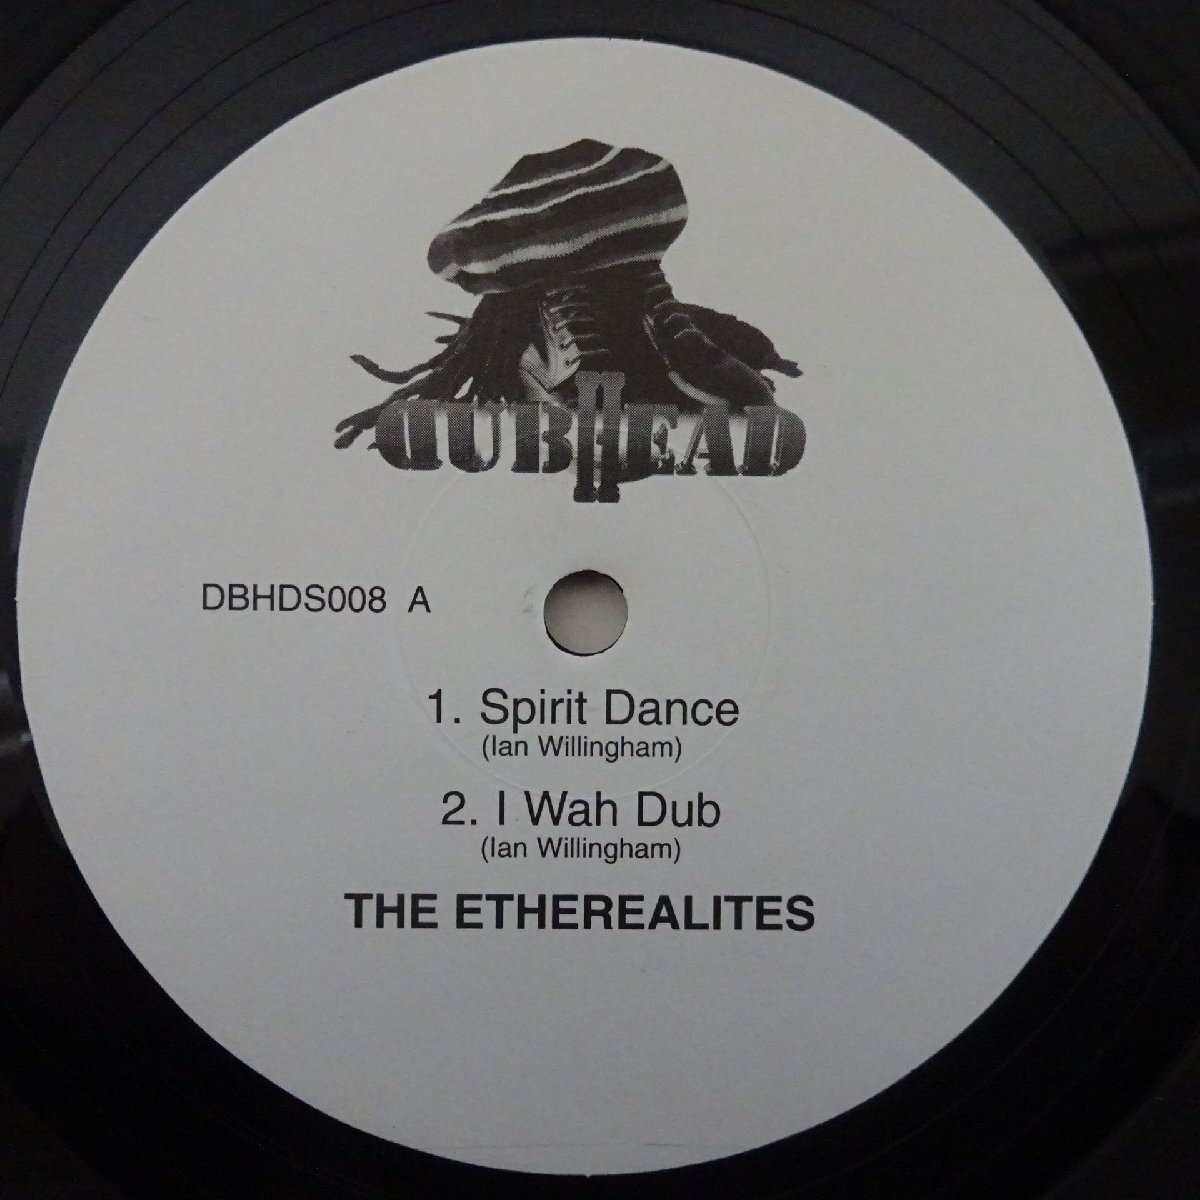 DUBHEAD
DBHDS008 A
1. Spirit Dance
(Ian Willingham)
2. I Wah Dub
(Ian Willingham)
THE ETHEREALITES